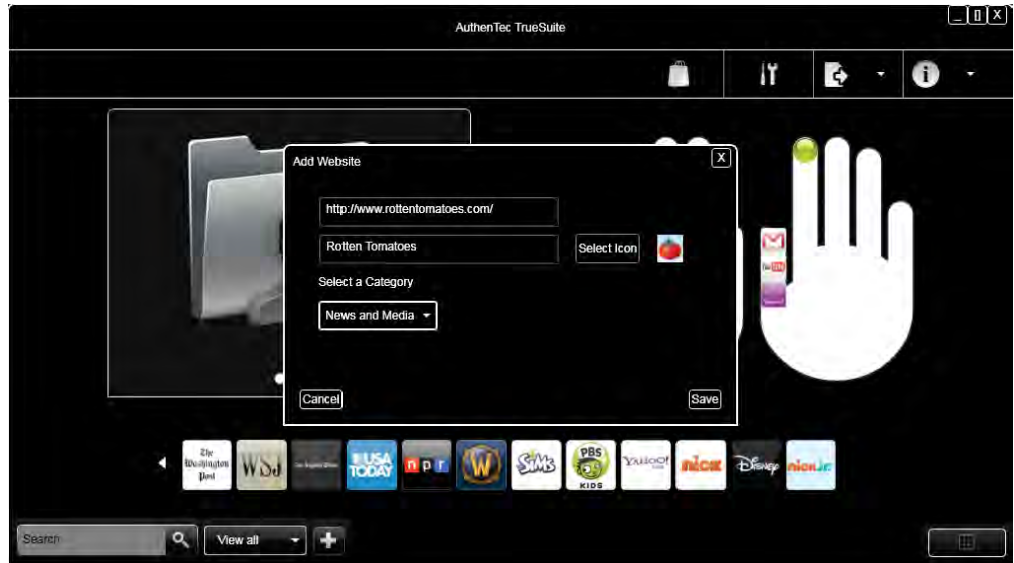 AuthenTec TrueSuite
Add Website
X
http://www.rottentomatoes.com/
Rotten Tomatoes
Select Icon
Select a Category
News and Media
Cancel
Save
The
Washington
Post
WSJ
USA
TODAY
npr
W
SiMs
PBS
KIDS
YAHOO!
nick
Disney
nick jr.
Search
View all